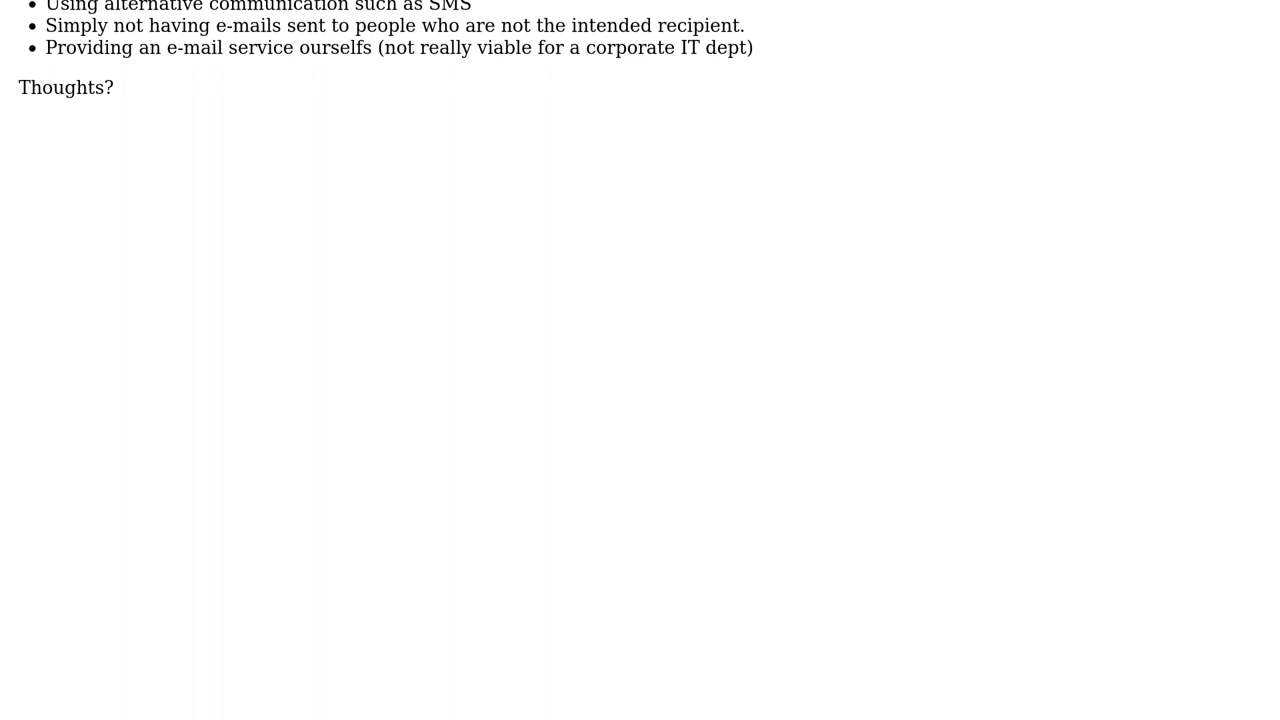 • Using alternative communication such as SMS
• Simply not having e-mails sent to people who are not the intended recipient.
• Providing an e-mail service ourselfs (not really viable for a corporate IT dept)
Thoughts?